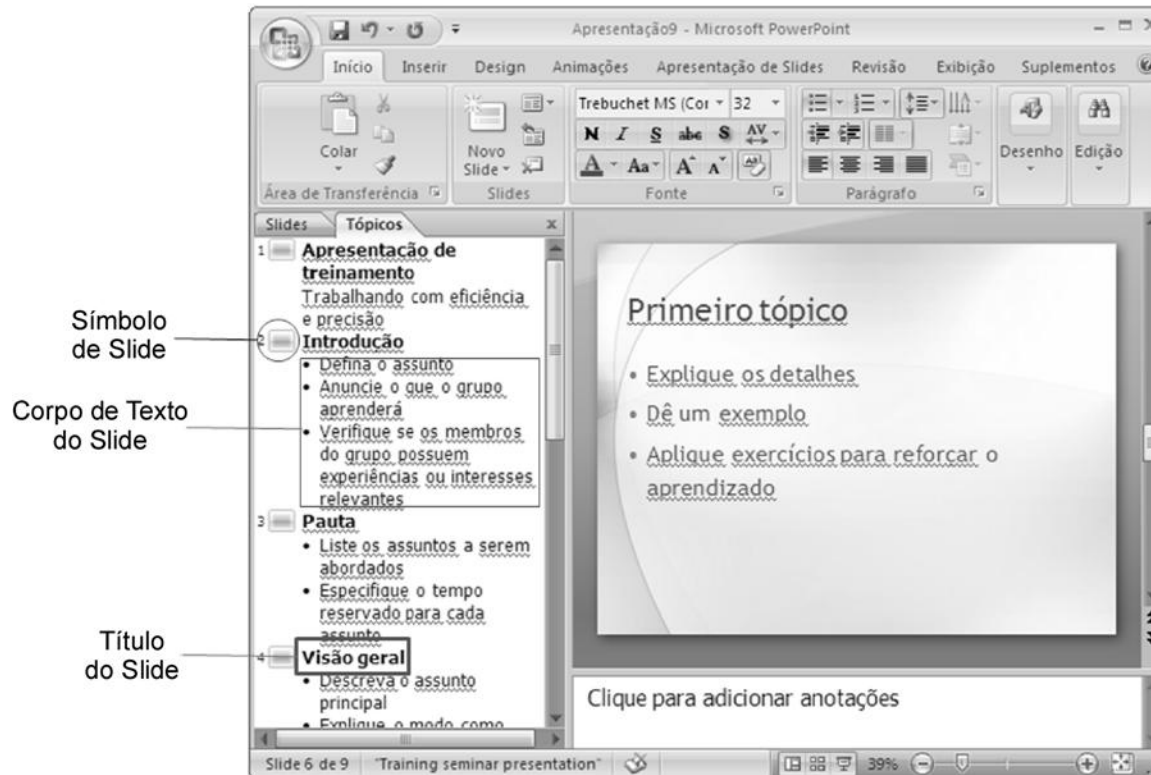 Apresentação9 - Microsoft PowerPoint
Início Inserir Design Animações Apresentação de Slides Revisão Exibição Suplementos
Colar
Novo
Slide
Trebuchet MS (Cor 32
N I S abc S AV
A Aa A A
Desenho
Edição
Área de Transferência Slides Fonte Parágrafo
Slides Tópicos x
1 Apresentação de
treinamento
Trabalhando com eficiência
e precisão
2 Introdução
• Defina o assunto
• Anuncie o que o grupo
aprenderá
• Verifique se os membros
do grupo possuem
experiências ou interesses
relevantes
3 Pauta
• Liste os assuntos a serem
abordados
• Especifique o tempo
reservado para cada
assunto
4 Visão geral
• Descreva o assunto
principal
• Explique o modo como
Símbolo
de Slide
Corpo de Texto
do Slide
Título
do Slide
Primeiro tópico
• Explique os detalhes
• Dê um exemplo
• Aplique exercícios para reforçar o
aprendizado
Clique para adicionar anotações
Slide 6 de 9 "Training seminar presentation" 39%